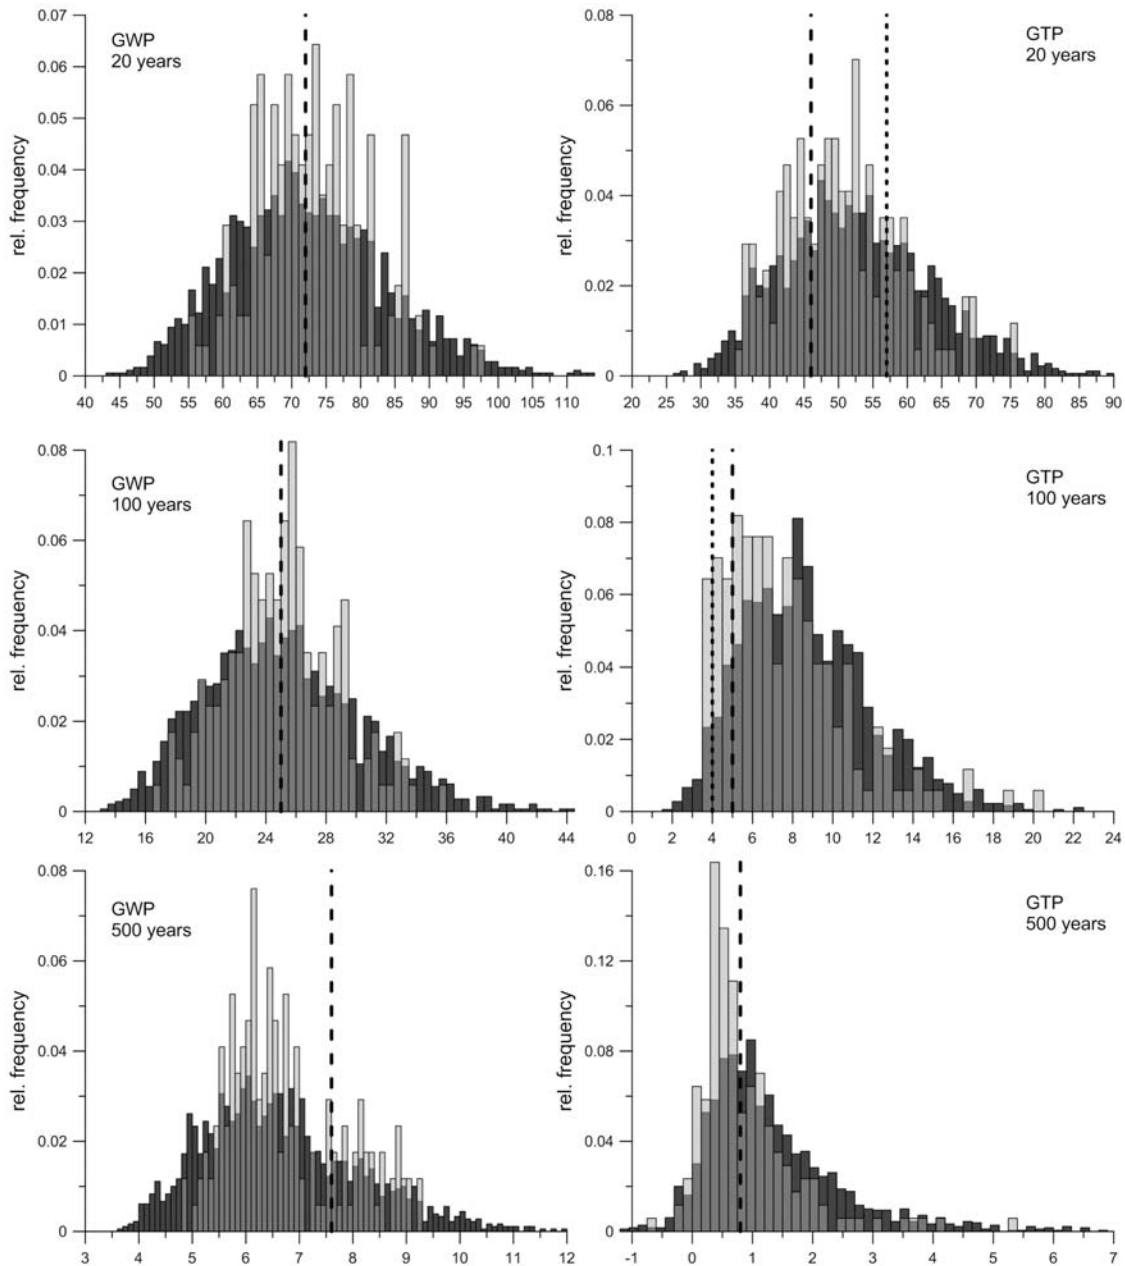 0.07
0.06
0.05
0.04
0.03
0.02
0.01
0
rel. frequency
GWP
20 years
40 45 50 55 60 65 70 75 80 85 90 95 100 105 110
0.08
0.06
0.04
0.02
0
rel. frequency
GTP
20 years
20 25 30 35 40 45 50 55 60 65 70 75 80 85 90
0.08
0.06
0.04
0.02
0
rel. frequency
GWP
100 years
12 16 20 24 28 32 36 40 44
0.1
0.08
0.06
0.04
0.02
0
rel. frequency
GTP
100 years
0 2 4 6 8 10 12 14 16 18 20 22 24
0.08
0.06
0.04
0.02
0
rel. frequency
GWP
500 years
3 4 5 6 7 8 9 10 11 12
0.16
0.12
0.08
0.04
0
rel. frequency
GTP
500 years
-1 0 1 2 3 4 5 6 7